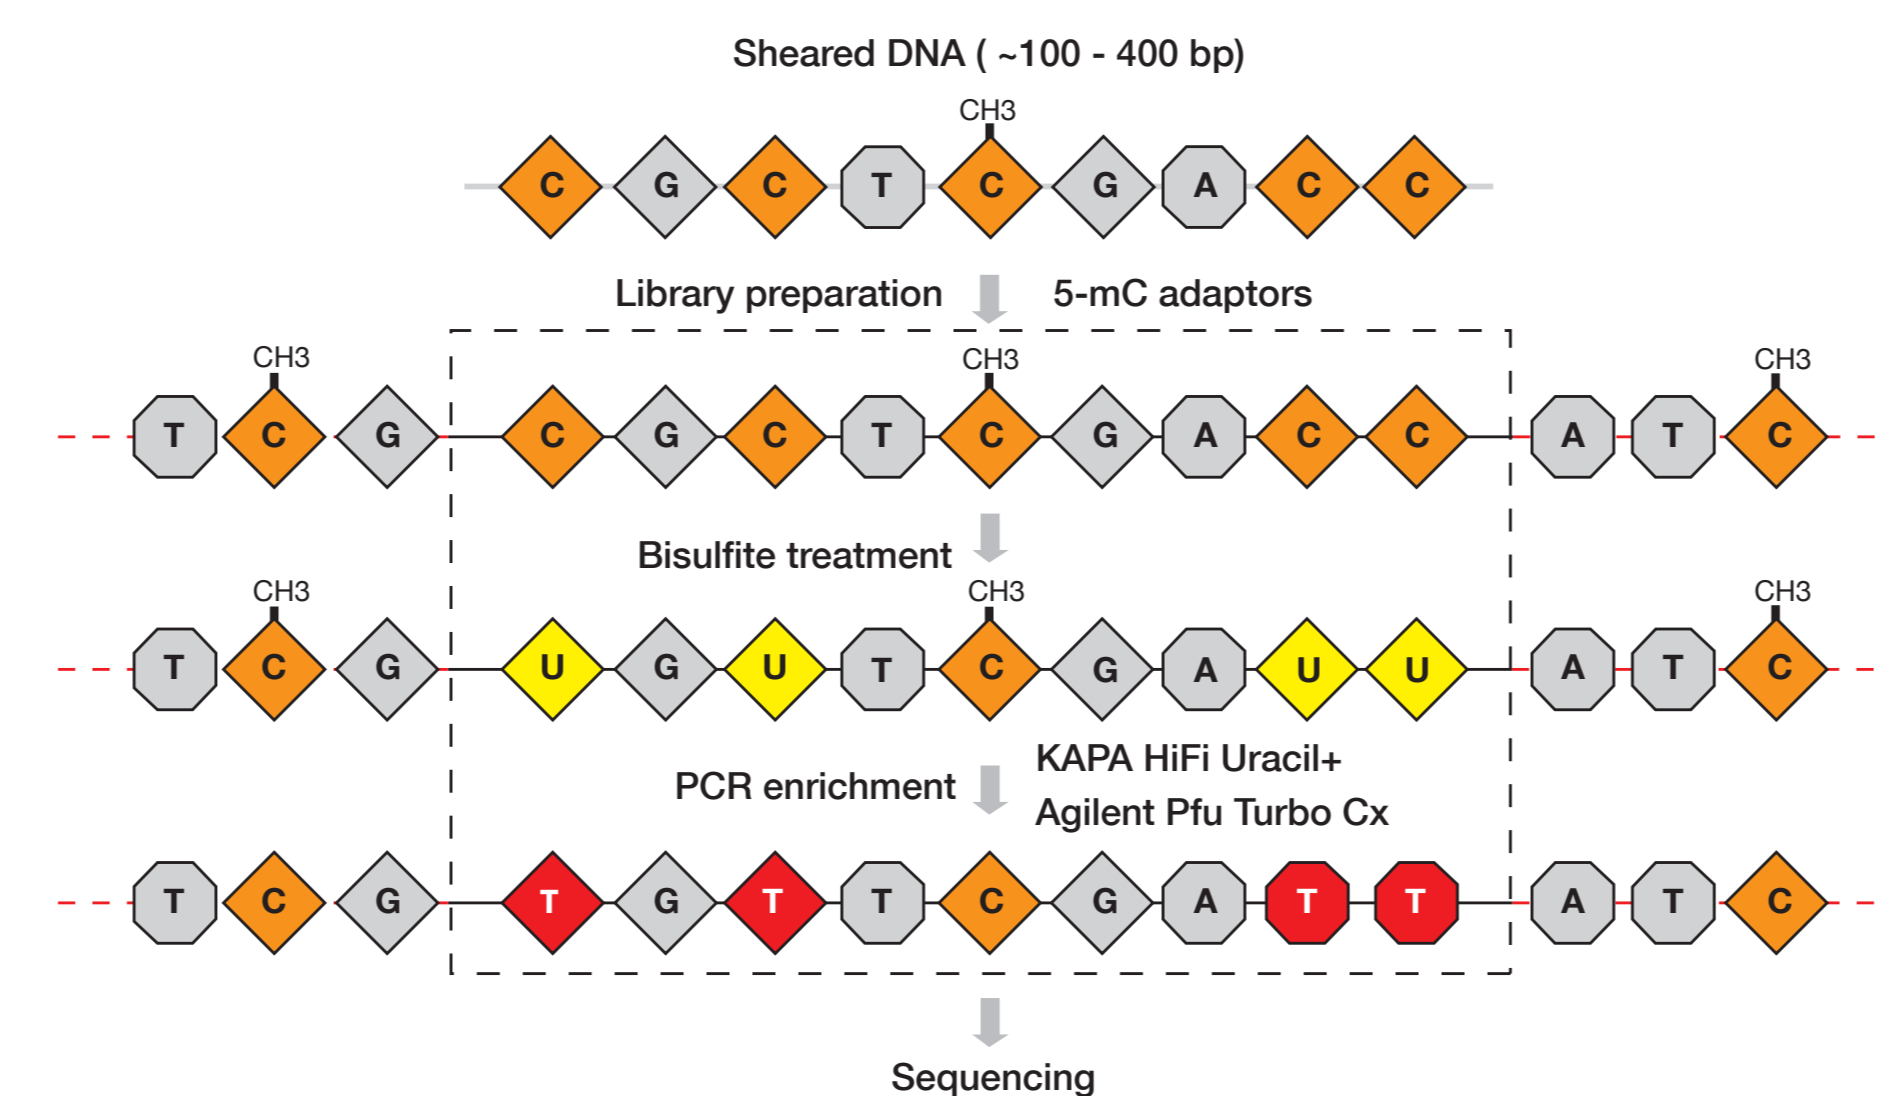 Sheared DNA ( ~100 - 400 bp)
CH3
C G C T C G A C C
Library preparation 5-mC adaptors
CH3 CH3 CH3
T C G C G C T C G A C C A T C
Bisulfite treatment
CH3 CH3 CH3
T C G U G U T C G A U U A T C
PCR enrichment
KAPA HiFi Uracil+
Agilent Pfu Turbo Cx
T C G T G T T C G A T T A T C
Sequencing